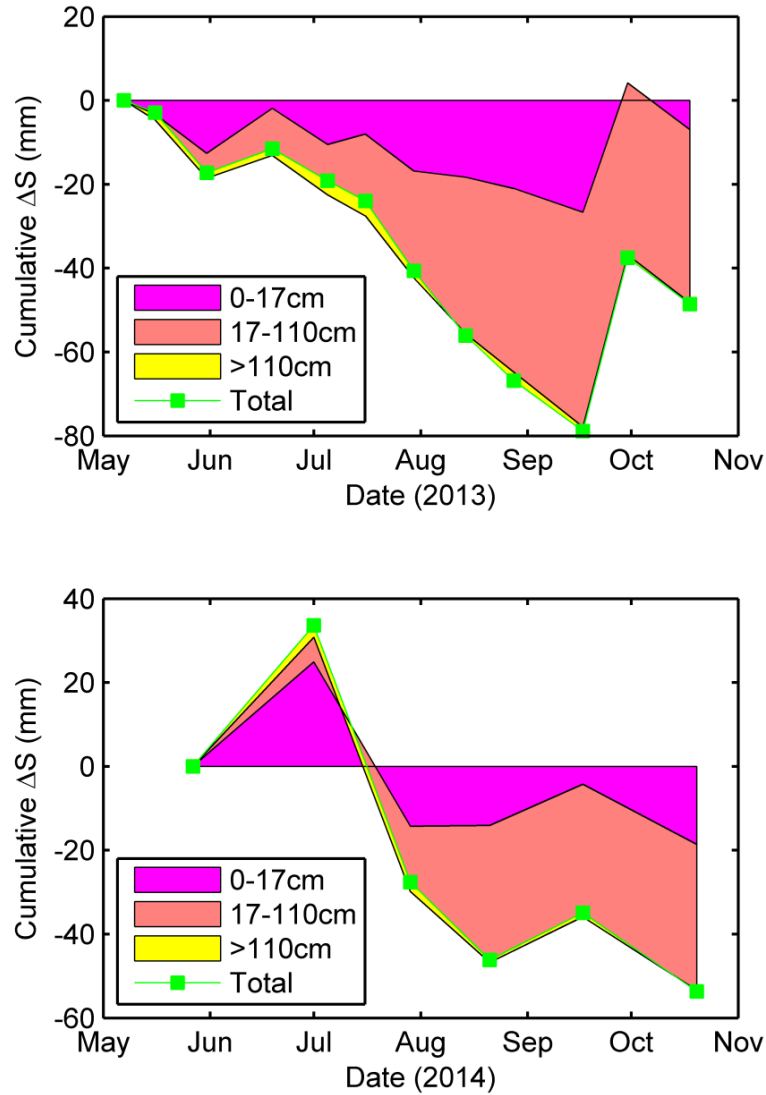 20
0
-20
-40
-60
-80
Cumulative ΔS (mm)
0-17cm
17-110cm
>110cm
Total
May Jun Jul Aug Sep Oct Nov
Date (2013)
40
20
0
-20
-40
-60
Cumulative ΔS (mm)
0-17cm
17-110cm
>110cm
Total
May Jun Jul Aug Sep Oct Nov
Date (2014)